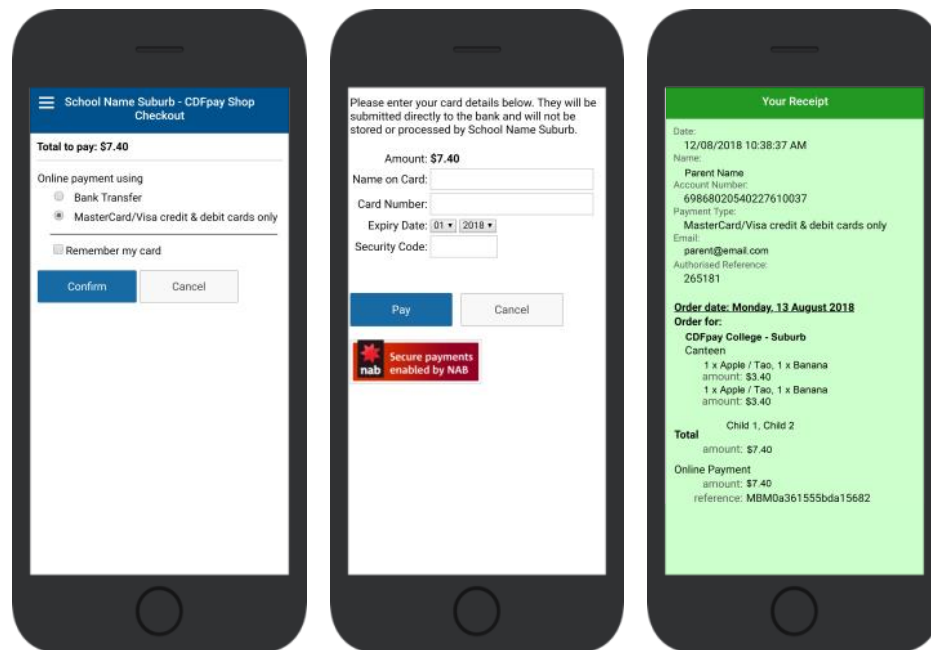 School Name Suburb - CDFpay Shop
Checkout
Total to pay: $7.40
Online payment using
Bank Transfer
MasterCard/Visa credit & debit cards only
Remember my card
Confirm
Cancel
Please enter your card details below. They will be
submitted directly to the bank and will not be
stored or processed by School Name Suburb.
Amount: $7.40
Name on Card:
Card Number:
Expiry Date: 01 2018
Security Code:
Pay
Cancel
nab
Secure payments
enabled by NAB
Your Receipt
Date:
12/08/2018 10:38:37 AM
Name:
Parent Name
Account Number:
69868020540227610037
Payment Type:
MasterCard/Visa credit & debit cards only
Email:
parent@email.com
Authorised Reference:
265181
Order date: Monday, 13 August 2018
Order for:
CDFpay College - Suburb
Canteen
1 x Apple / Tao, 1 x Banana
amount: $3.40
1 x Apple / Tao, 1 x Banana
amount: $3.40
Child 1, Child 2
Total
amount: $7.40
Online Payment
amount: $7.40
reference: MBM0a361555bda15682